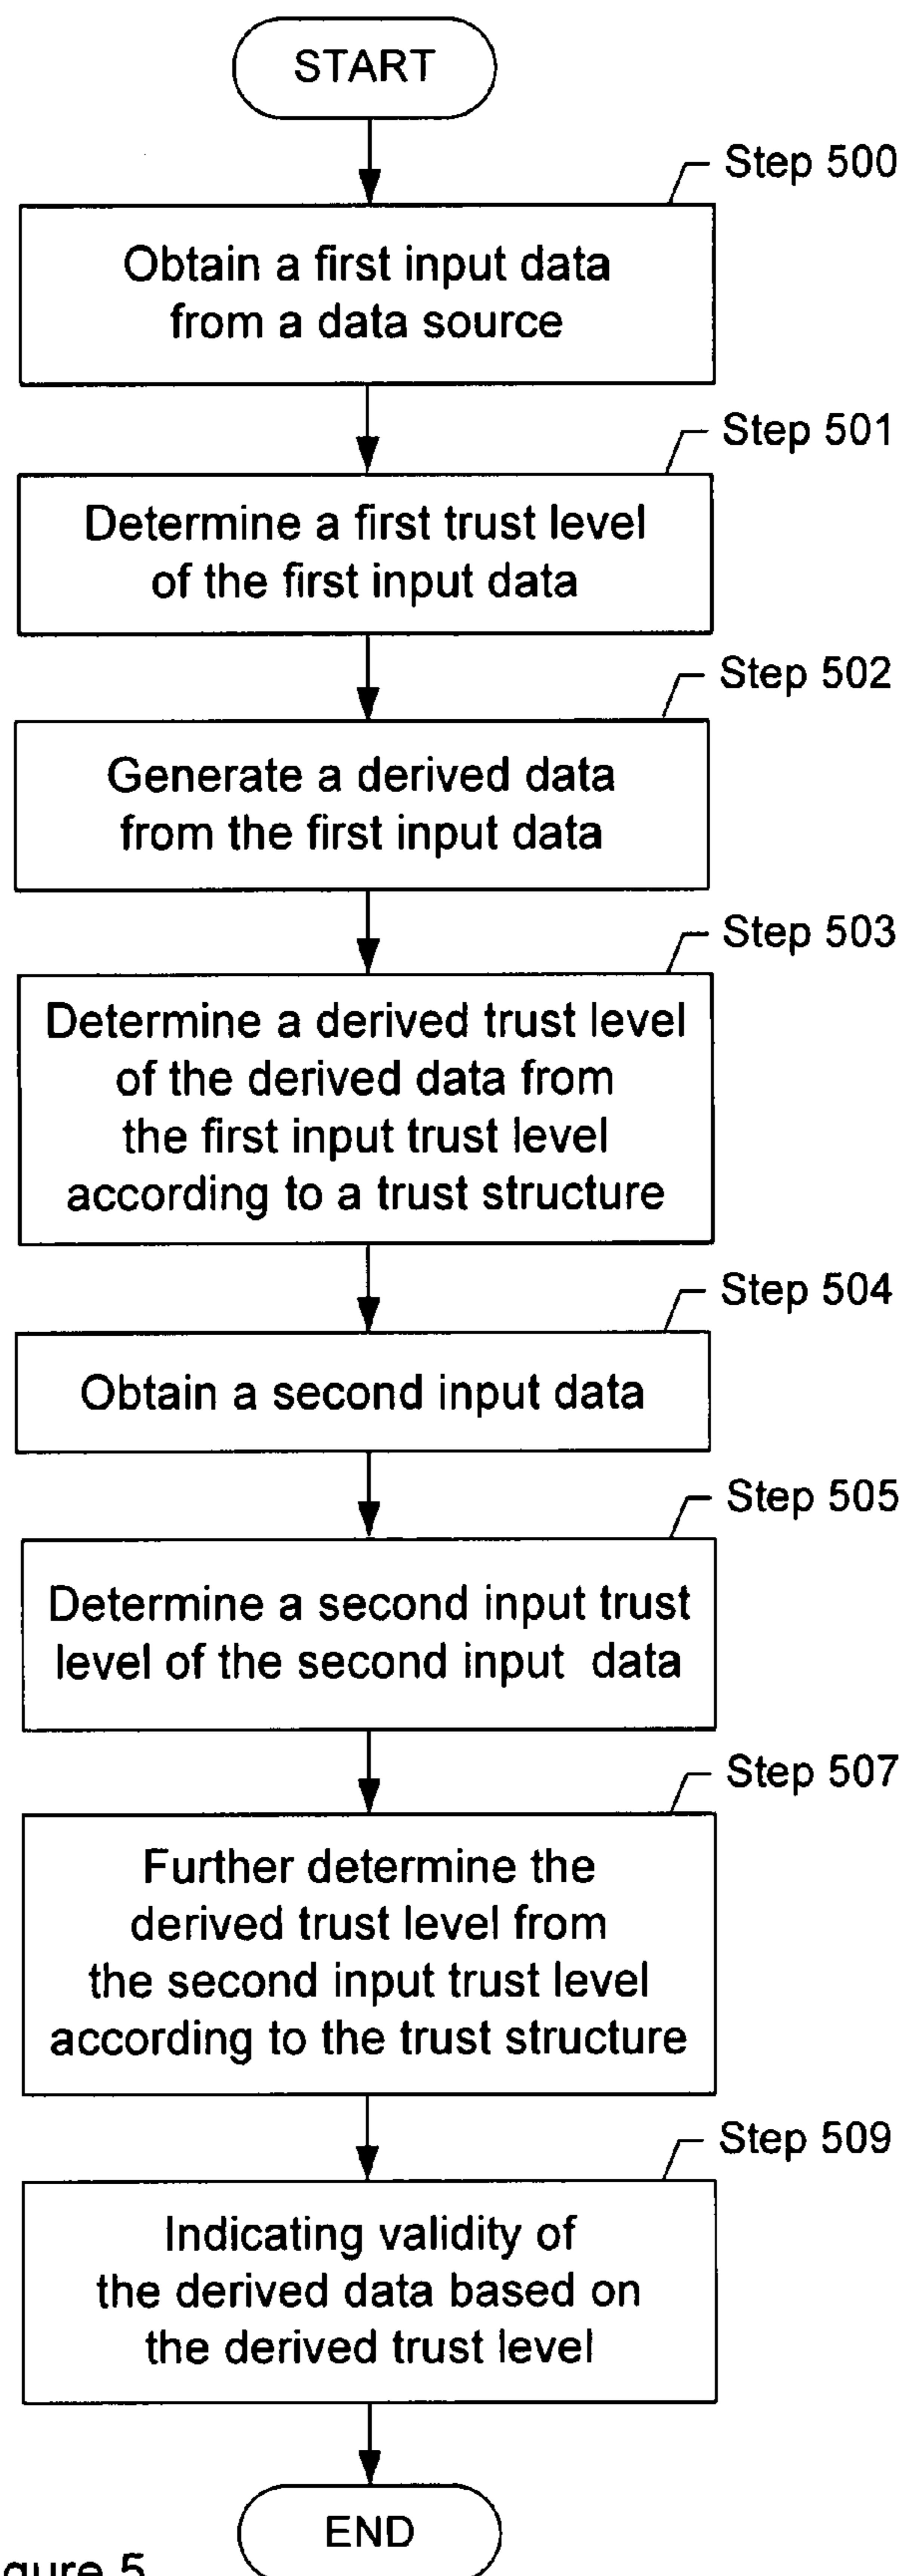 START
Step 500
Obtain a first input data
from a data source
Step 501
Determine a first trust level
of the first input data
Step 502
Generate a derived data
from the first input data
Step 503
Determine a derived trust level
of the derived data from
the first input trust level
according to a trust structure
Step 504
Obtain a second input data
Step 505
Determine a second input trust
level of the second input data
Step 507
Further determine the
derived trust level from
the second input trust level
according to the trust structure
Step 509
Indicating validity of
the derived data based on
the derived trust level
END
gure 5